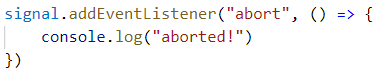 signal.addEventListener("abort", () => {
    console.log("aborted!")
})